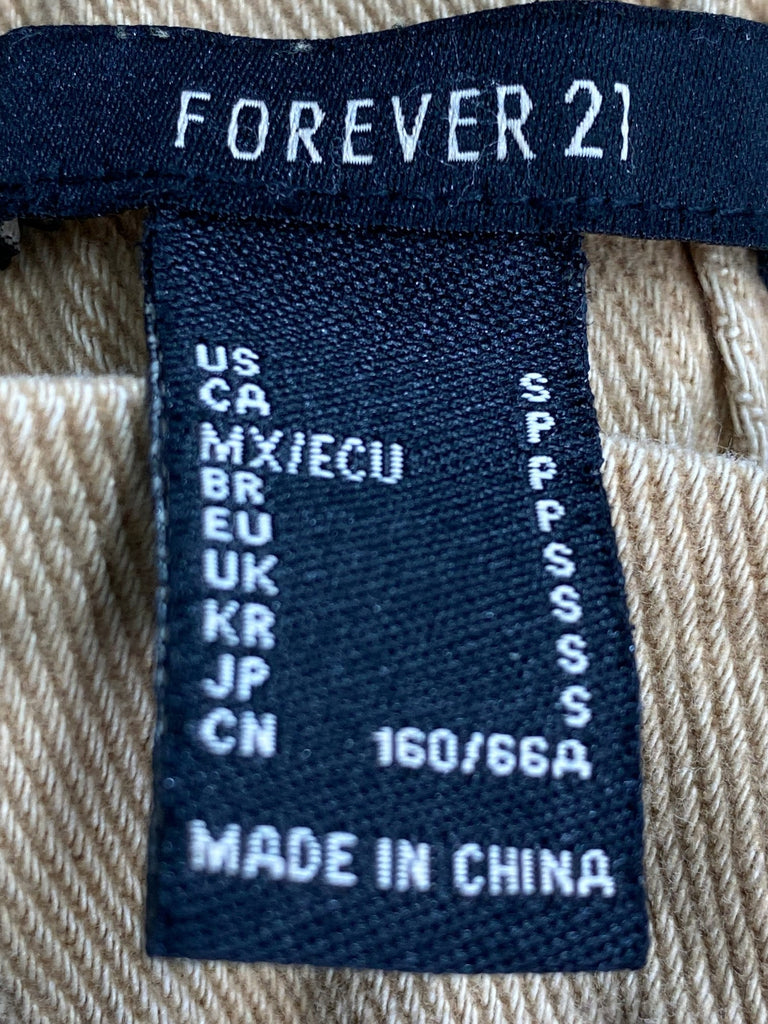 FOREVER 21
US S
CA P
MX/ECU P
BR P
EU S
UK S
KR S
JP S
CN 160/66A
MADE IN CHINA